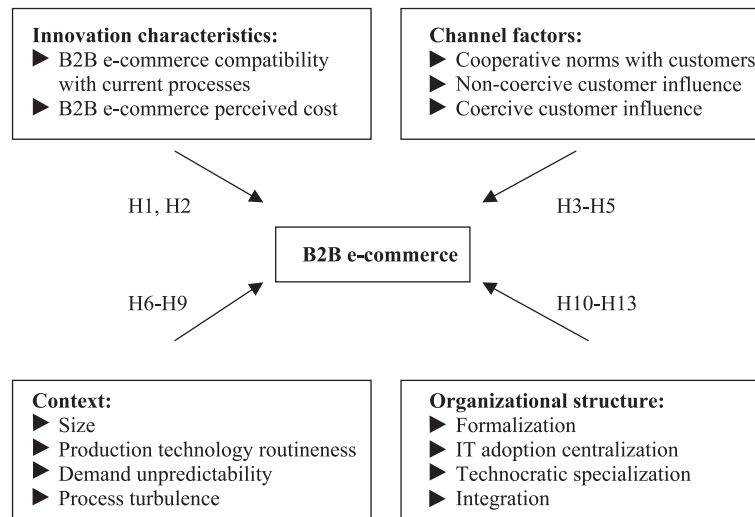 Innovation characteristics:
▶ B2B e-commerce compatibility
with current processes
▶ B2B e-commerce perceived cost
Channel factors:
▶ Cooperative norms with customers
▶ Non-coercive customer influence
▶ Coercive customer influence
H1, H2
H3-H5
B2B e-commerce
H6-H9
H10-H13
Context:
▶ Size
▶ Production technology routineness
▶ Demand unpredictability
▶ Process turbulence
Organizational structure:
▶ Formalization
▶ IT adoption centralization
▶ Technocratic specialization
▶ Integration